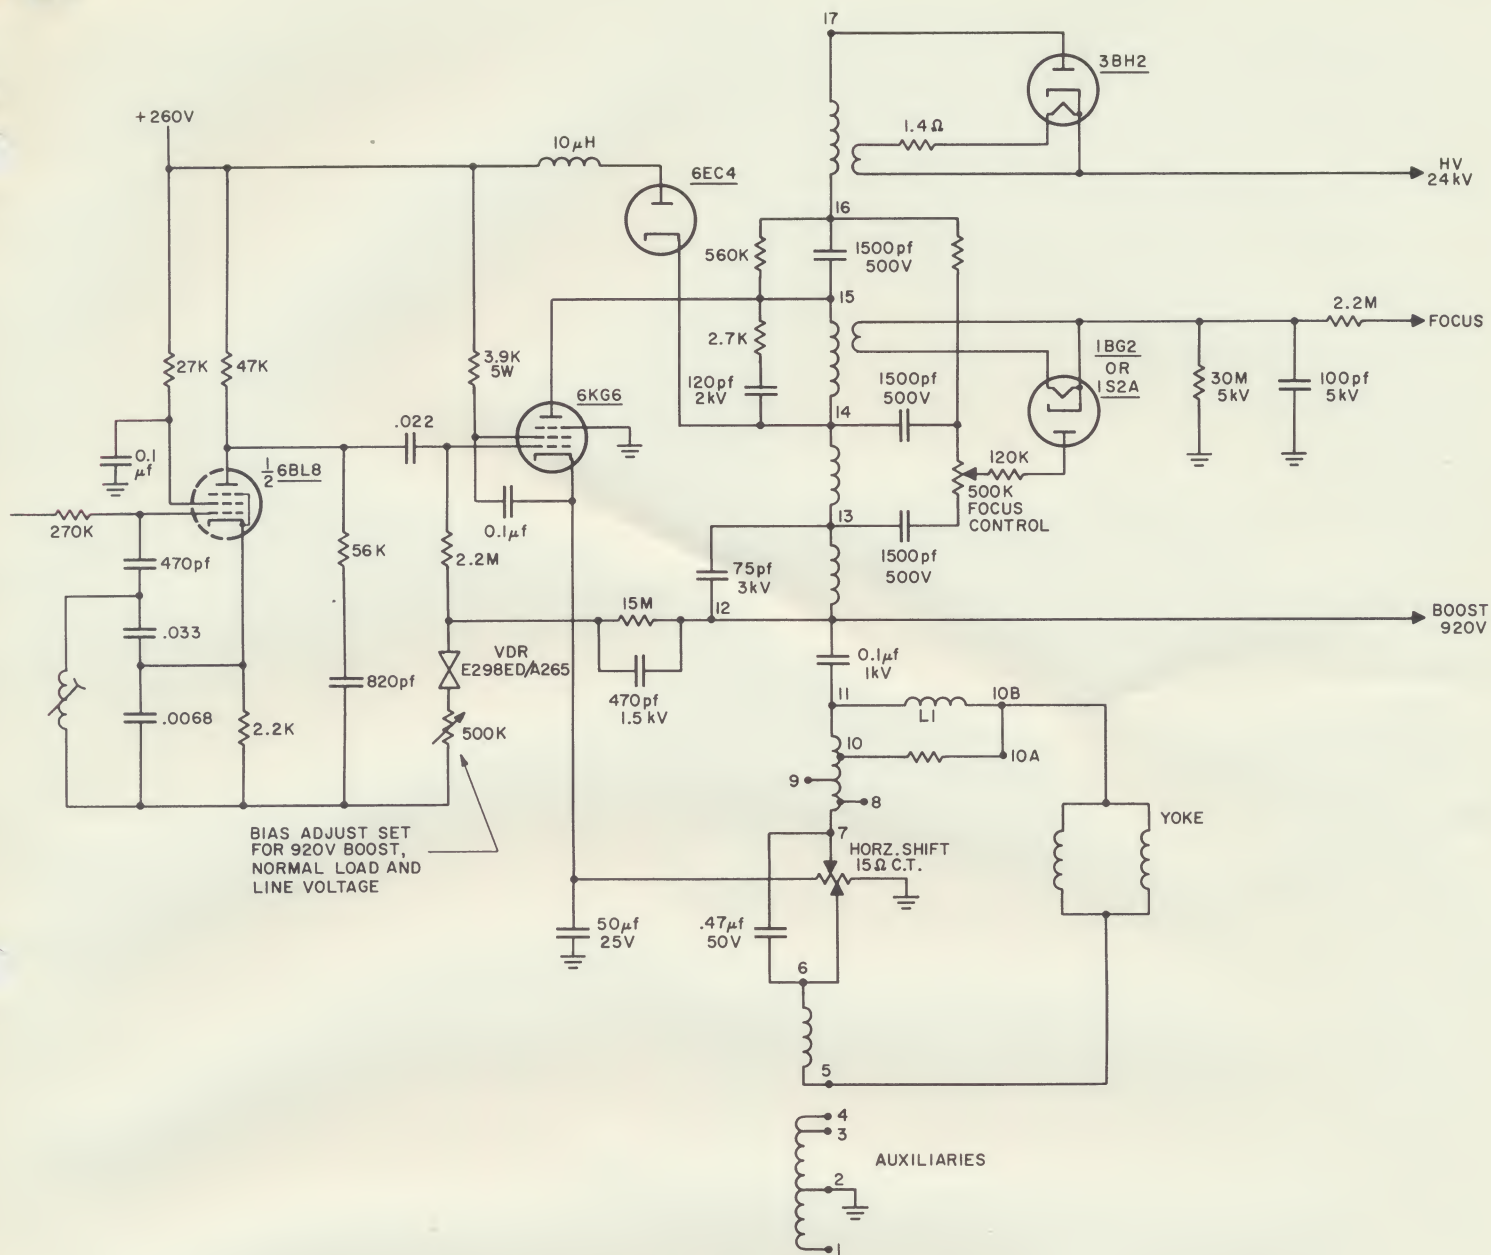 17
3BH2
+260V
10µH
1.4Ω
6EC4
HV
24kV
16
560K
1500pf
500V
15
2.2M
FOCUS
2.7K
1BG2
OR
1S2A
27K
47K
3.9K
5W
6KG6
120pf
2kV
1500pf
500V
30M
5kV
100pf
5kV
14
.022
0.1
µf
1/2 6BL8
120K
500K
FOCUS
CONTROL
270K
0.1µf
13
470pf
56K
2.2M
75pf
3kV
1500pf
500V
15M
12
BOOST
920V
.033
VDR
E298ED/A265
0.1µf
1kV
820pf
470pf
1.5kV
11
L1
10B
.0068
2.2K
500K
10
10A
9
8
BIAS ADJUST SET
FOR 920V BOOST,
NORMAL LOAD AND
LINE VOLTAGE
7
HORZ. SHIFT
15Ω C.T.
YOKE
50µf
25V
.47µf
50V
6
5
4
3
AUXILIARIES
2
1